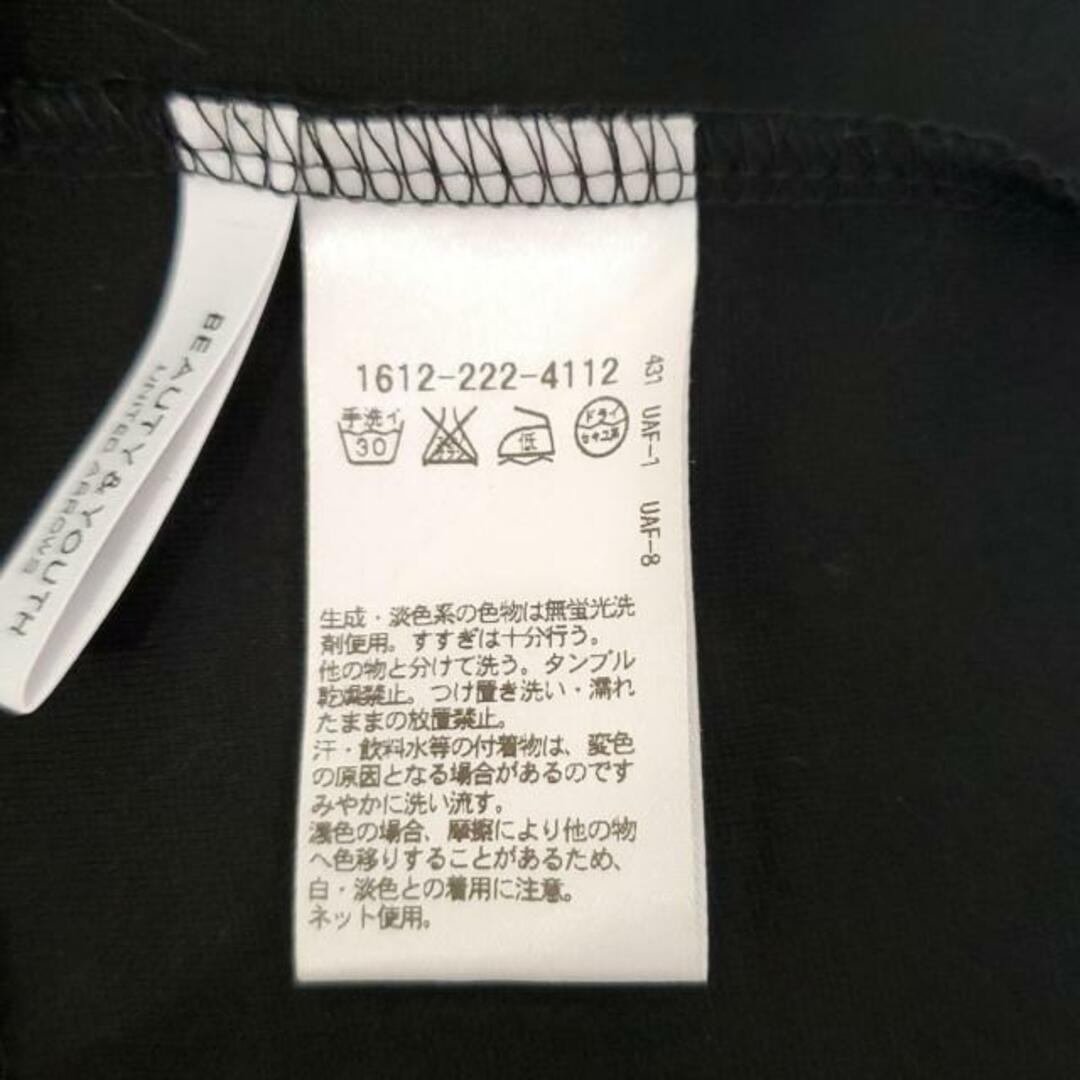 BEAUTY & YOUTH
UNITED ARROWS
1612-222-4112
431 UAF-1 UAF-8
手洗イ
30
低
ドライ
セキユ系
生成・淡色系の色物は無蛍光洗
剤使用。すすぎは十分行う。
他の物と分けて洗う。タンブル
乾燥禁止。つけ置き洗い・濡れ
たままの放置禁止。
汗・飲料水等の付着物は、変色
の原因となる場合があるのです
みやかに洗い流す。
濃色の場合、摩擦により他の物
へ色移りすることがあるため、
白・淡色との着用に注意。
ネット使用。